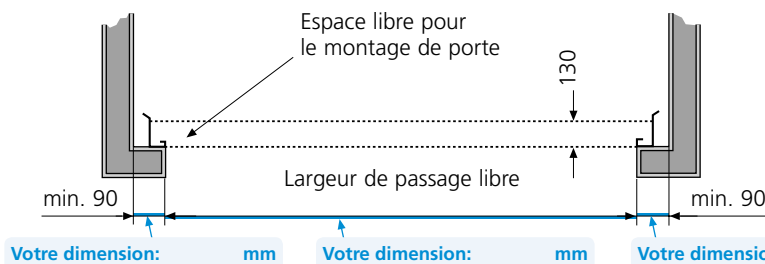 Espace libre pour
le montage de porte
130
Largeur de passage libre
min. 90
min. 90
Votre dimension: mm
Votre dimension: mm
Votre dimensio